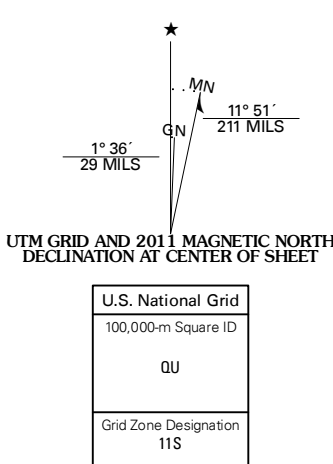 ★
MN
11° 51´
211 MILS
GN
1° 36´
29 MILS
UTM GRID AND 2011 MAGNETIC NORTH
DECLINATION AT CENTER OF SHEET
U.S. National Grid
100,000-m Square ID
QU
Grid Zone Designation
11S